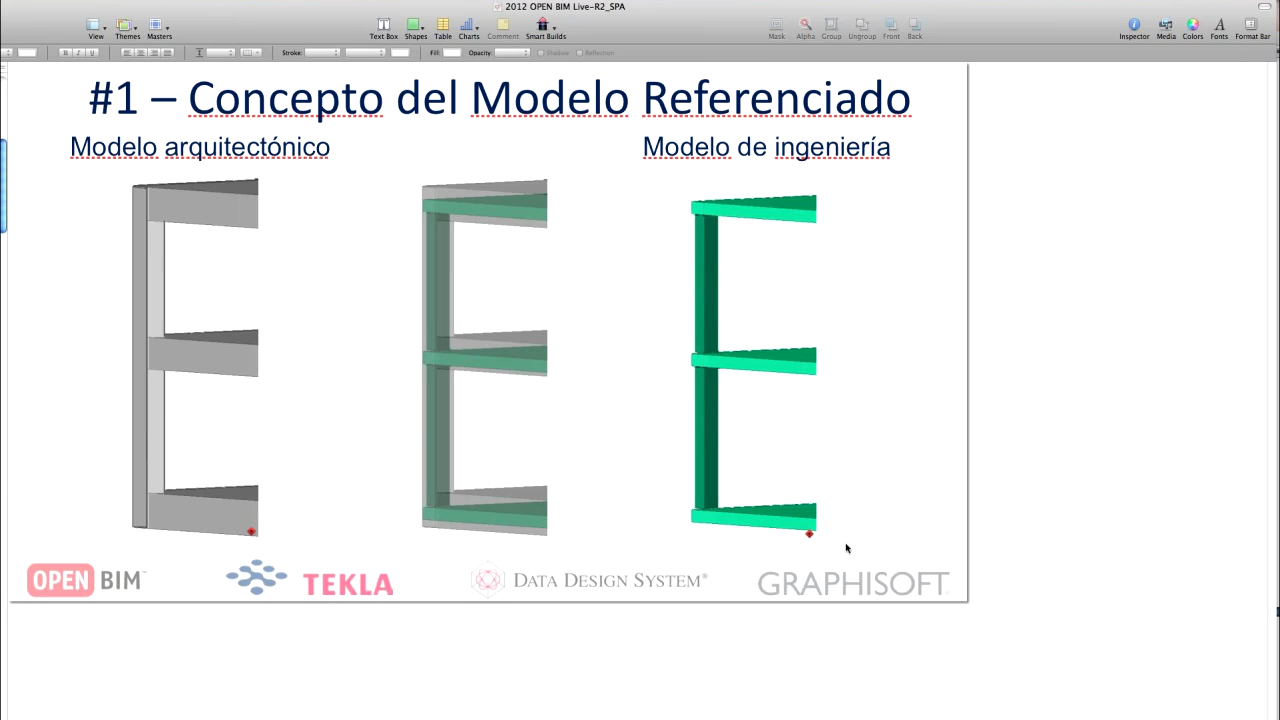 2012 OPEN BIM Live-R2_SPA
View Themes Masters Text Box Shapes Table Charts Comment Smart Builds Mask Alpha Group Ungroup Front Back Inspector Media Colors Fonts Format Bar
B I U Stroke: Fill: Opacity: Shadow Reflection
#1 – Concepto del Modelo Referenciado
Modelo arquitectónico Modelo de ingeniería
OPEN BIM™ TEKLA DATA DESIGN SYSTEM® GRAPHISOFT.